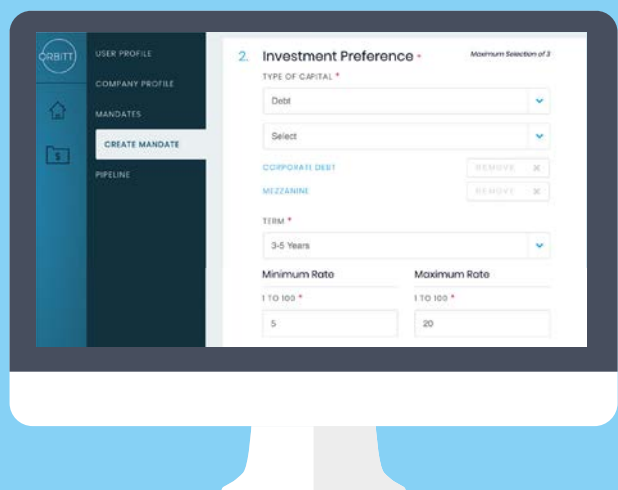 ORBITT
USER PROFILE
COMPANY PROFILE
MANDATES
CREATE MANDATE
PIPELINE
2. Investment Preference - Maximum Selection of 3
TYPE OF CAPITAL *
Debt
Select
CORPORATE DEBT REMOVE X
MEZZANINE REMOVE X
TERM *
3-5 Years
Minimum Rate Maximum Rate
1 TO 100 * 1 TO 100 *
5 20
$